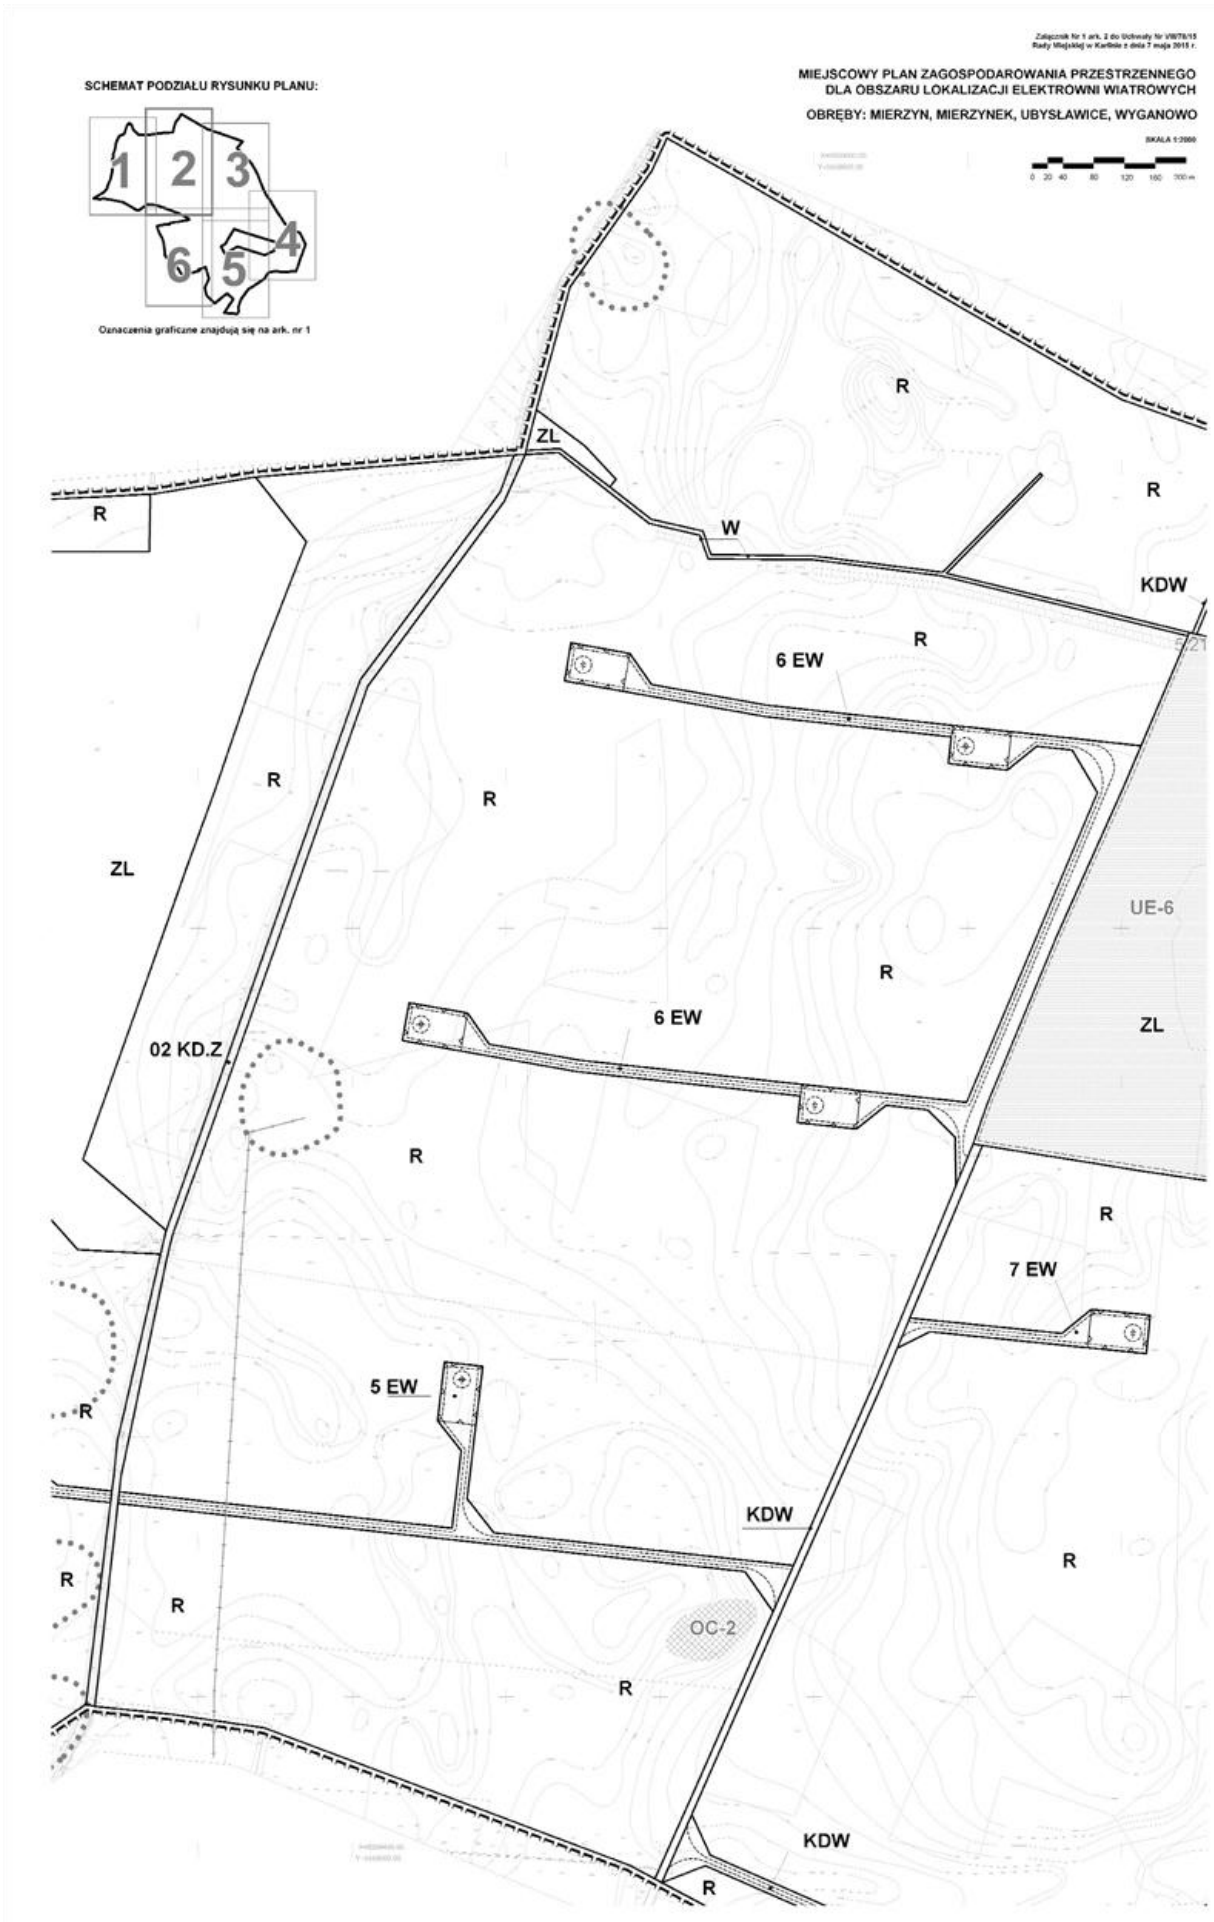 Załącznik Nr 1 ark. 2 do Uchwały Nr VIII/78/15
Rady Miejskiej w Karlinie z dnia 7 maja 2015 r.
SCHEMAT PODZIAŁU RYSUNKU PLANU:
MIEJSCOWY PLAN ZAGOSPODAROWANIA PRZESTRZENNEGO
DLA OBSZARU LOKALIZACJI ELEKTROWNI WIATROWYCH
OBRĘBY: MIERZYN, MIERZYNEK, UBYSŁAWICE, WYGANOWO
SKALA 1:2000
0 20 40 80 120 160 200 m
1 2 3
4
6 5
Oznaczenia graficzne znajdują się na ark. nr 1
R
ZL
R
R
W
KDW
R
6 EW
R
R
ZL
UE-6
R
6 EW
ZL
02 KD.Z
R
R
7 EW
5 EW
R
KDW
R
R
R
OC-2
R
KDW
R